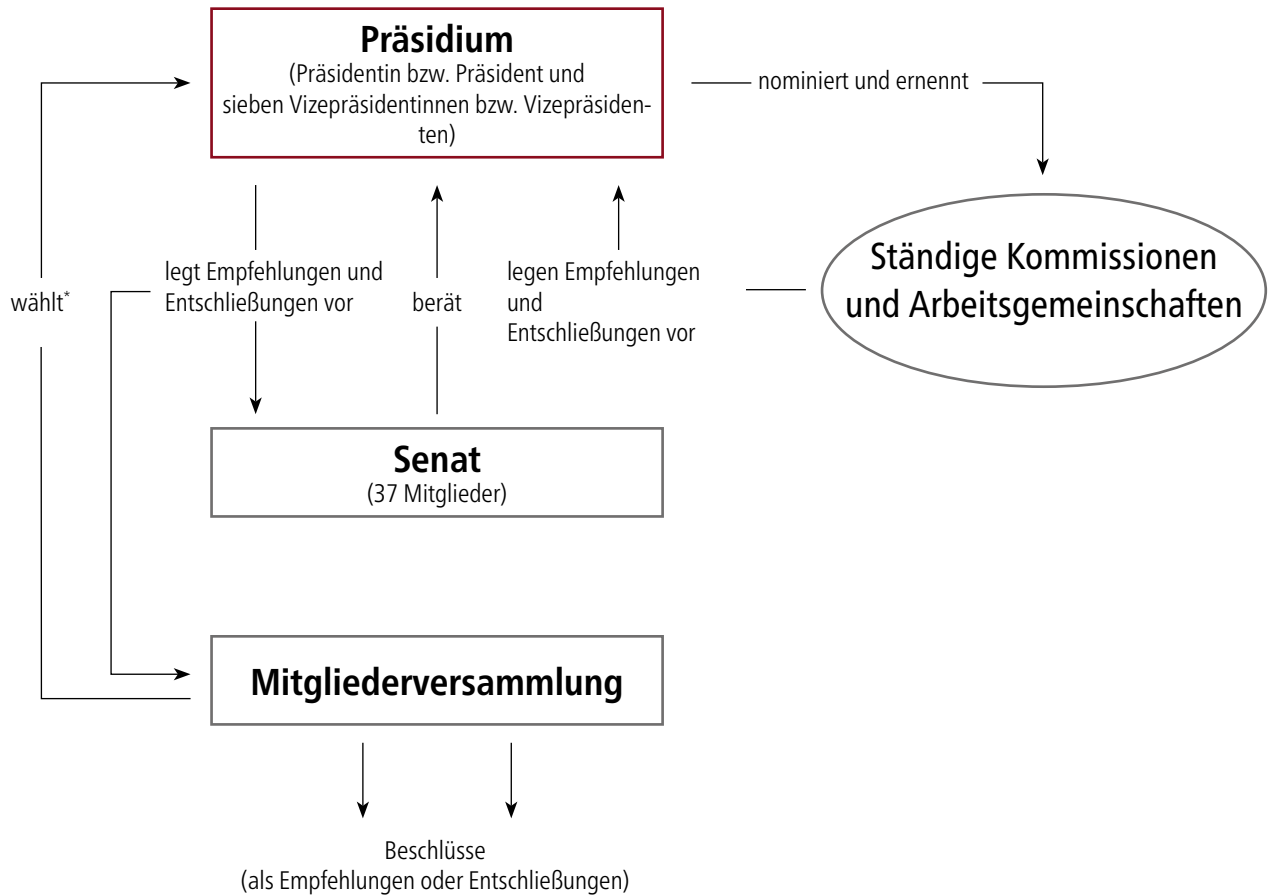 Präsidium
(Präsidentin bzw. Präsident und
sieben Vizepräsidentinnen bzw. Vizepräsiden-
ten)
nominiert und ernennt
Ständige Kommissionen
und Arbeitsgemeinschaften
wählt*
legt Empfehlungen und
Entschließungen vor
berät
legen Empfehlungen
und
Entschließungen vor
Senat
(37 Mitglieder)
Mitgliederversammlung
Beschlüsse
(als Empfehlungen oder Entschließungen)